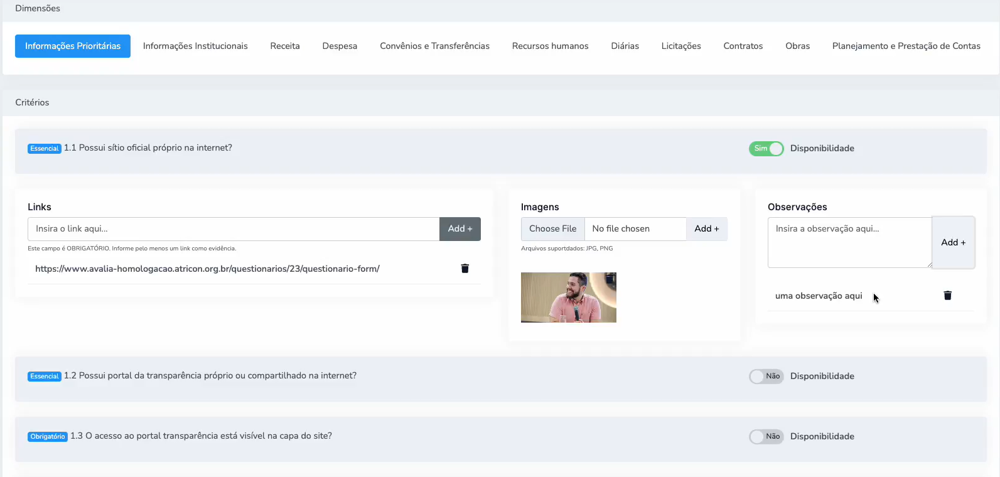 Dimensões
Informações Prioritárias Informações Institucionais Receita Despesa Convênios e Transferências Recursos humanos Diárias Licitações Contratos Obras Planejamento e Prestação de Contas
Critérios
Essencial 1.1 Possui sítio oficial próprio na internet? Sim Disponibilidade
Links
Insira o link aqui... Add +
Este campo é OBRIGATÓRIO. Informe pelo menos um link como evidência.
https://www.avalia-homologacao.atricon.org.br/questionarios/23/questionario-form/
Imagens
Choose File No file chosen Add +
Arquivos suportdados: JPG, PNG
Observações
Insira a observação aqui... Add +
uma observação aqui
Essencial 1.2 Possui portal da transparência próprio ou compartilhado na internet? Não Disponibilidade
Obrigatório 1.3 O acesso ao portal transparência está visível na capa do site? Não Disponibilidade